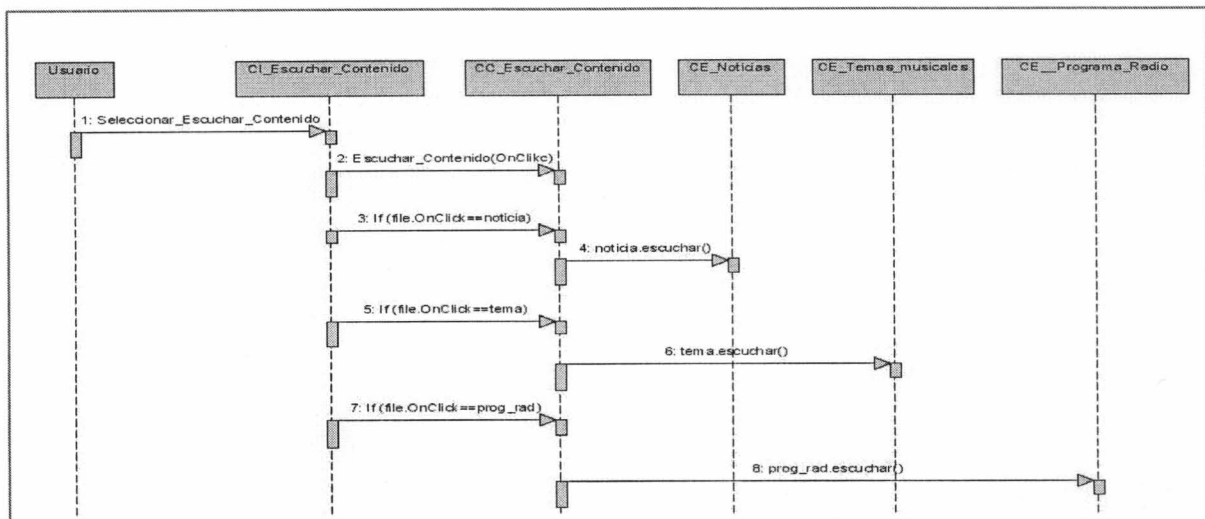 Usuario
CI_Escuchar_Contenido
CC_Escuchar_Contenido
CE_Noticias
CE_Temas_musicales
CE__Programa_Radio
1: Seleccionar_Escuchar_Contenido
2: Escuchar_Contenido(OnClikc)
3: If (file.OnClick==noticia)
4: noticia.escuchar()
5: If (file.OnClick==tema)
6: tema.escuchar()
7: If (file.OnClick==prog_rad)
8: prog_rad.escuchar()